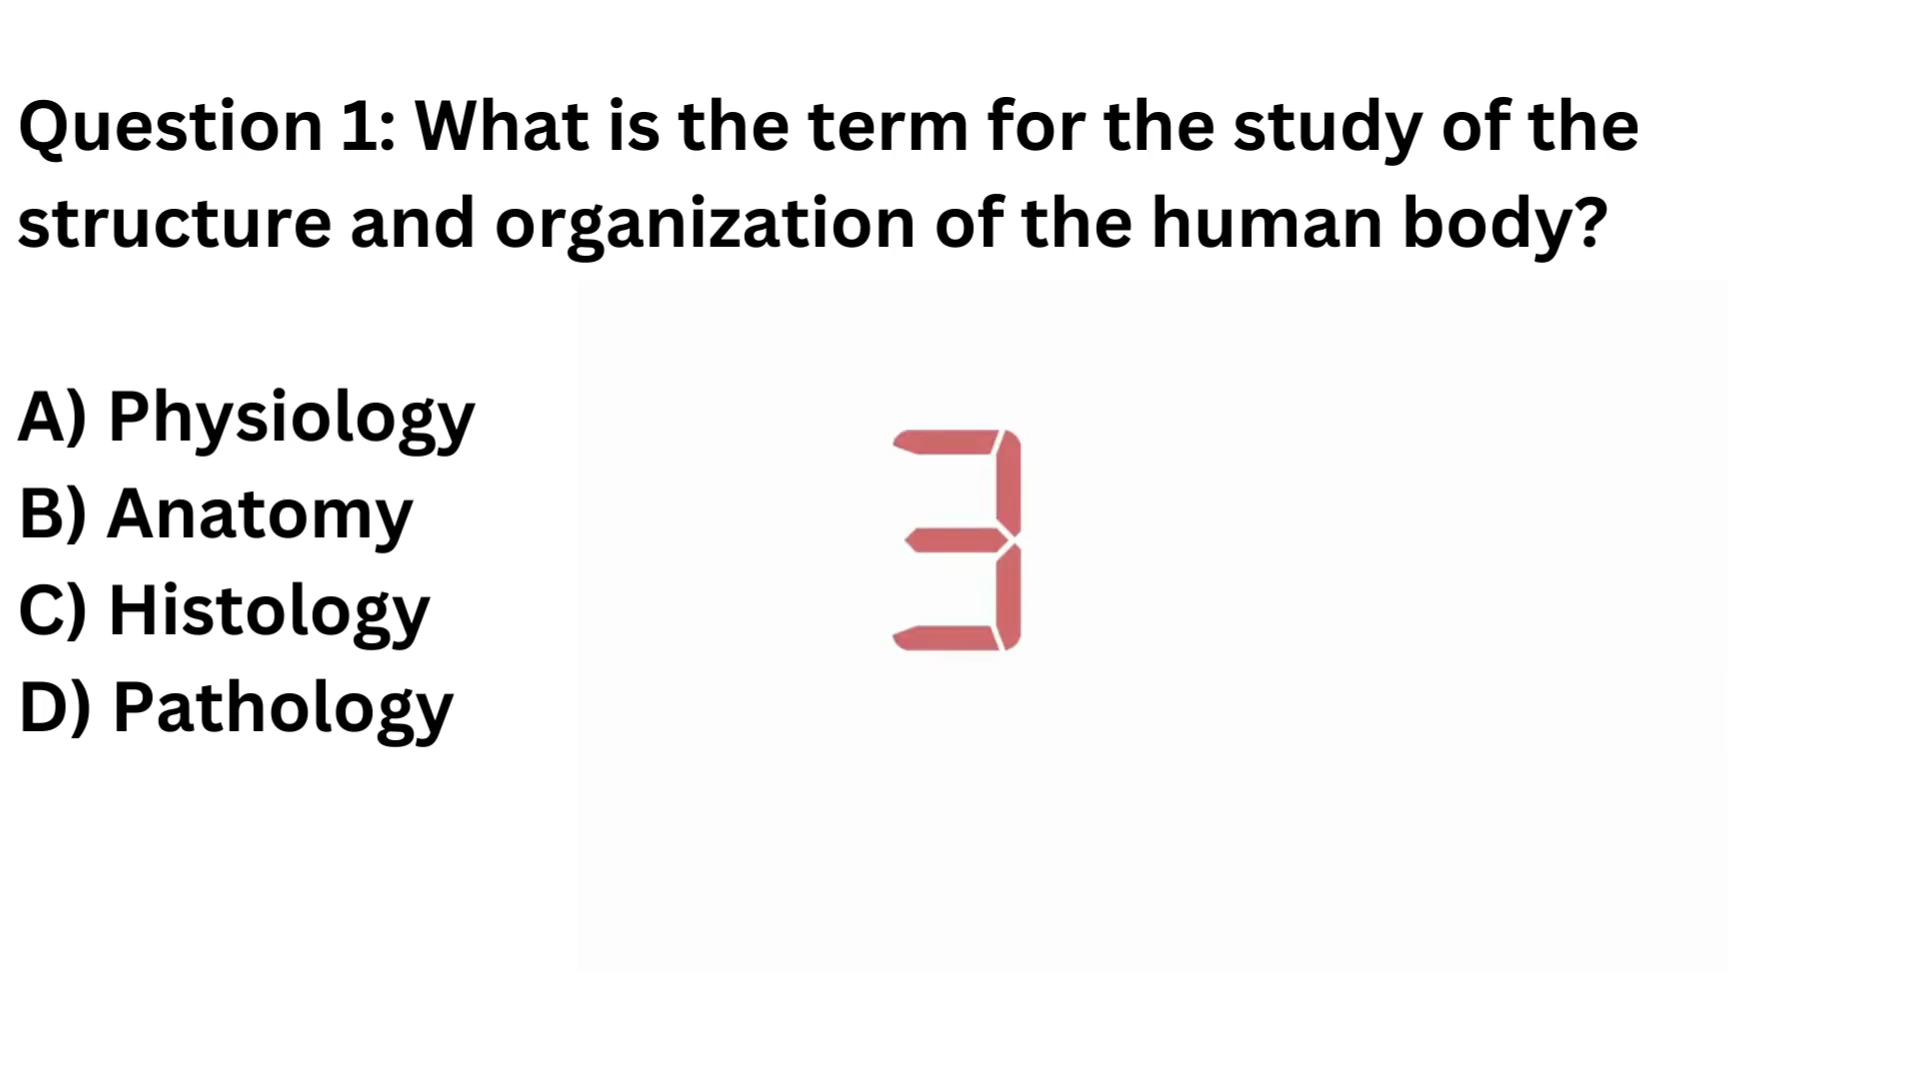 Question 1: What is the term for the study of the
structure and organization of the human body?
A) Physiology
B) Anatomy
C) Histology
D) Pathology
3